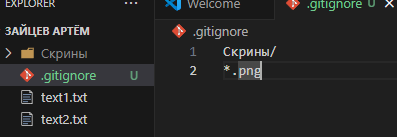 EXPLORER
ЗАЙЦЕВ АРТЁМ
Скрины
.gitignore U
text1.txt
text2.txt
Welcome
.gitignore U
.gitignore
1 Скрины/
2 *.png